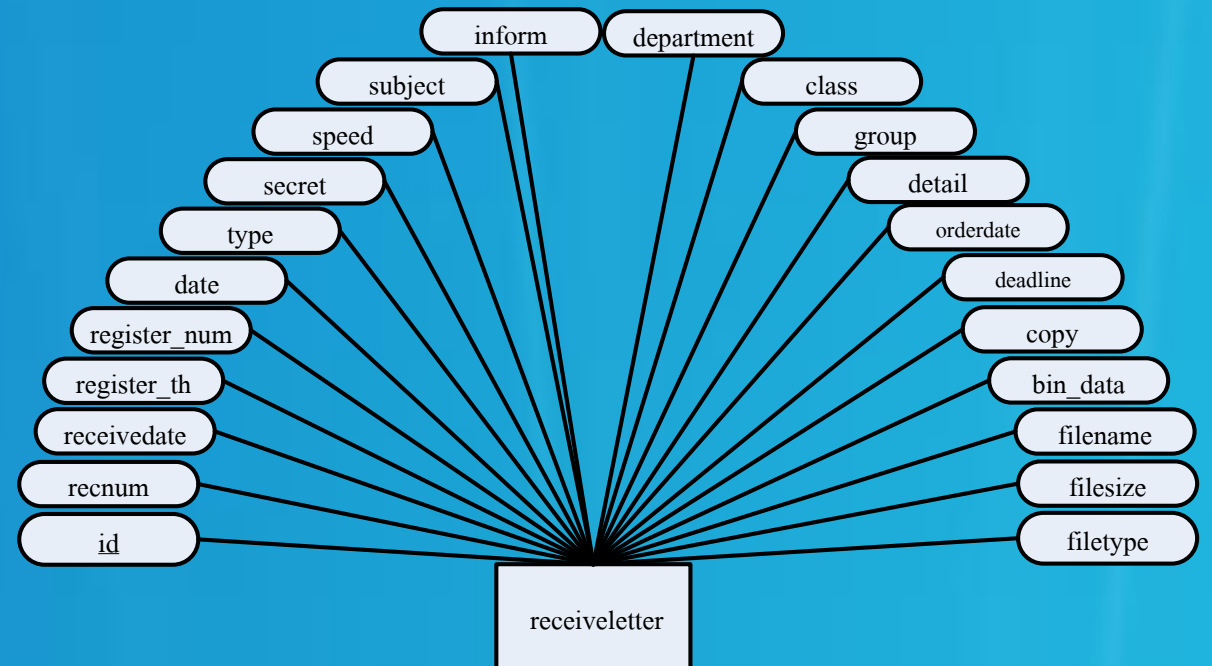 inform
department
subject
class
speed
group
secret
detail
type
orderdate
date
deadline
register_num
copy
register_th
bin_data
receivedate
filename
recnum
filesize
id
filetype
receiveletter